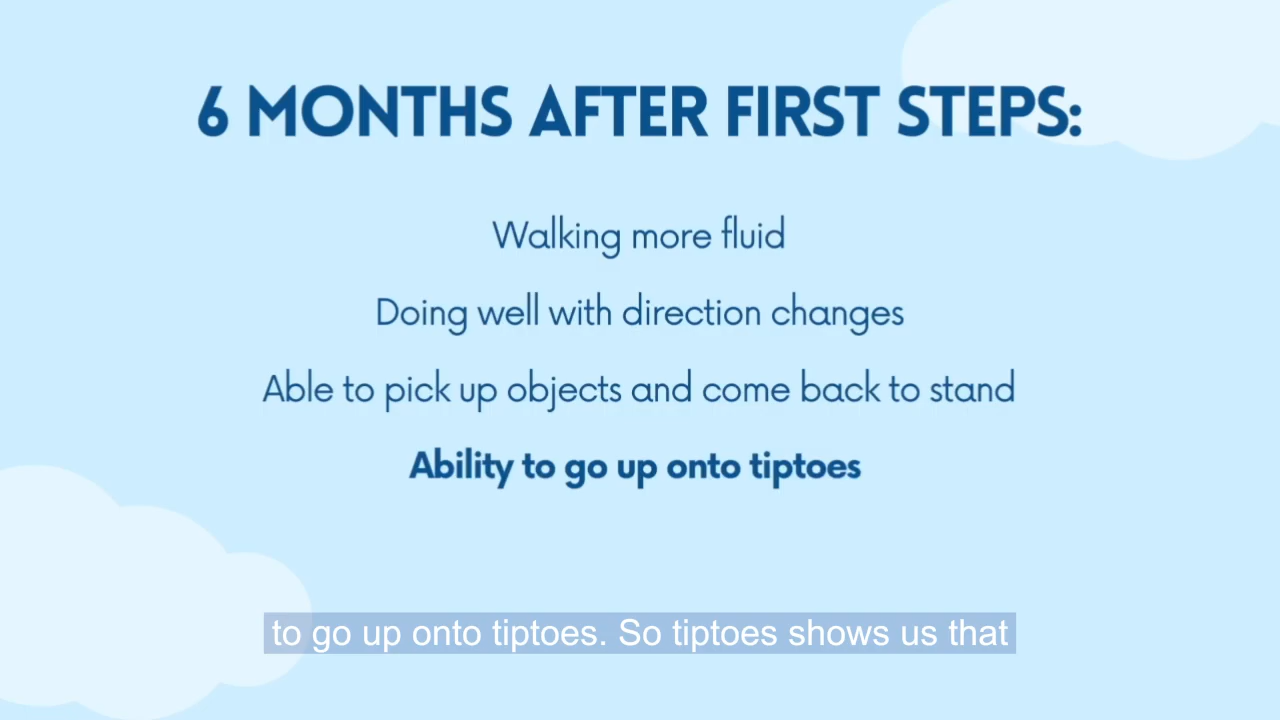 6 MONTHS AFTER FIRST STEPS:
Walking more fluid
Doing well with direction changes
Able to pick up objects and come back to stand
Ability to go up onto tiptoes
to go up onto tiptoes. So tiptoes shows us that